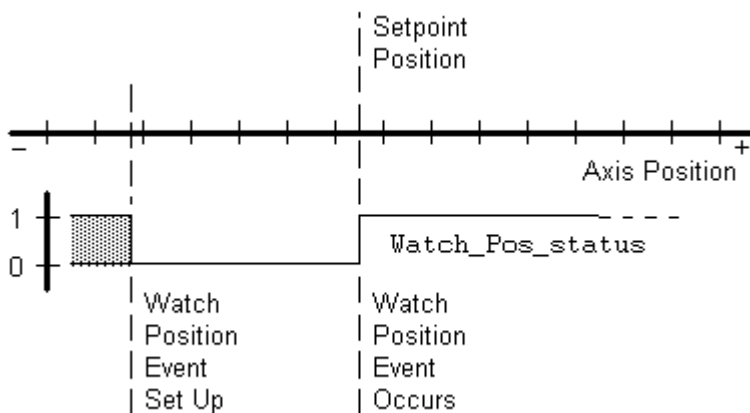 Setpoint
Position
– +
Axis Position
1
Watch_Pos_status
0
Watch
Position
Event
Set Up
Watch
Position
Event
Occurs